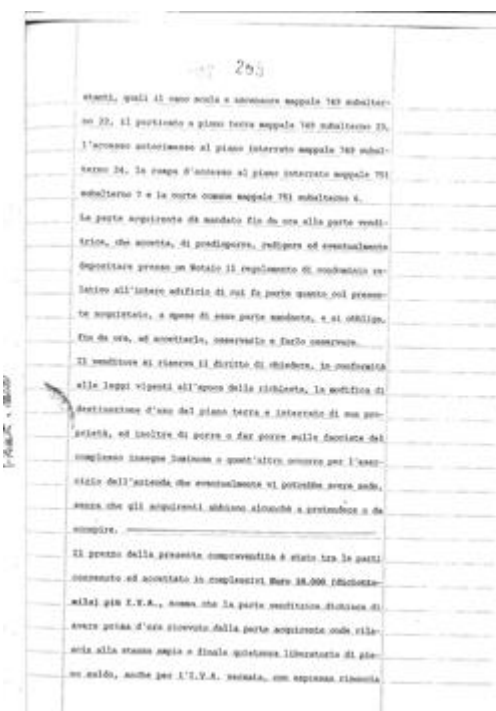 255
stanti, quali il vano scala e ascensore mappale 769 subalter-
no 22, il porticato a piano terra mappale 769 subalterno 23,
l'accesso autorimesse al piano interrato mappale 769 subal-
terno 24, la rampa d'accesso al piano interrato mappale 751
subalterno 7 e la corte comune mappale 751 subalterno 6.
La parte acquirente dà mandato fin da ora alla parte vendi-
trice, che accetta, di predisporre, redigere ed eventualmente
depositare presso un Notaio il regolamento di condominio re-
lativo all'intero edificio di cui fa parte quanto col presen-
te acquistato, a spese di essa parte mandante, e si obbliga,
fin da ora, ad accettarlo, osservarlo e farlo osservare.
Il venditore si riserva il diritto di chiedere, in conformità
alle leggi vigenti all'epoca della richiesta, la modifica di
destinazione d'uso del piano terra e interrato di sua pro-
prietà, ed inoltre di porre o far porre sulle facciate del
complesso insegne luminose o quant'altro occorra per l'eser-
cizio dell'azienda che eventualmente vi potrebbe avere sede,
senza che gli acquirenti abbiano alcunché a pretendere o da
eccepire.
Il prezzo della presente compravendita è stato tra le parti
convenuto ed accettato in complessivi Euro 18.000 (diciotto-
mila) più I.V.A., somma che la parte venditrice dichiara di
avere prima d'ora ricevuto dalla parte acquirente onde rila-
scia alla stessa ampia e finale quietanza liberatoria di pie-
no saldo, anche per l'I.V.A. versata, con espressa rinuncia